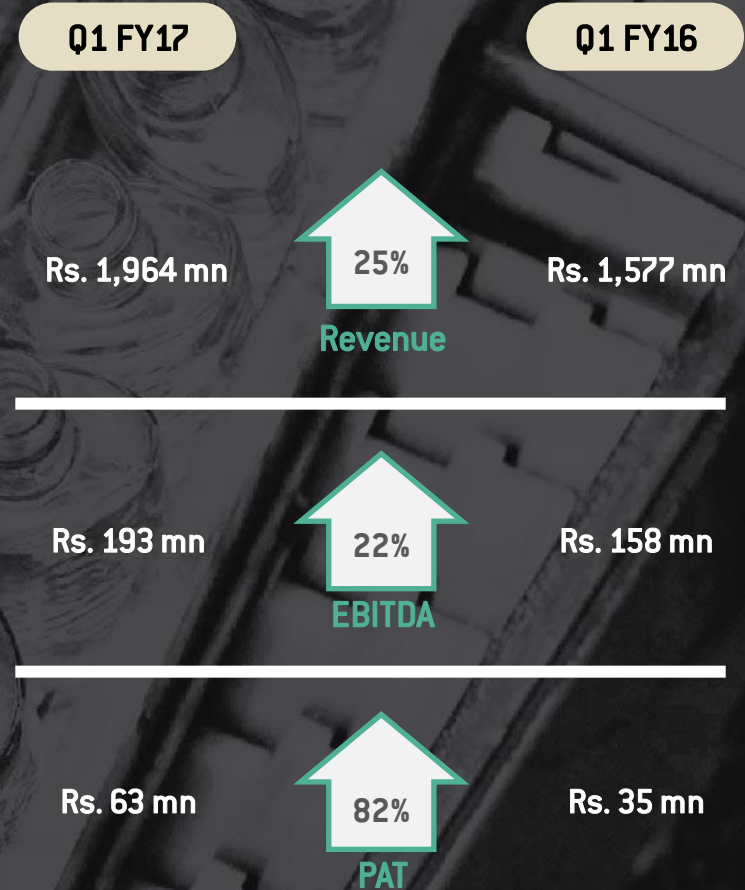 Q1 FY17 Q1 FY16
Rs. 1,964 mn 25% Rs. 1,577 mn
Revenue
Rs. 193 mn 22% Rs. 158 mn
EBITDA
Rs. 63 mn 82% Rs. 35 mn
PAT